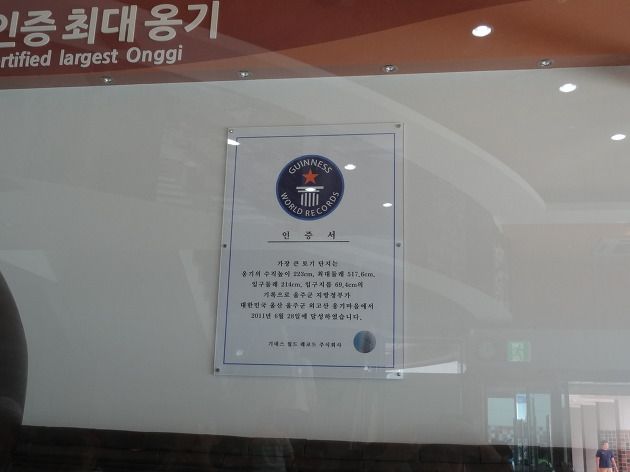 인증 최대 옹기
ertified largest Onggi
GUINNESS
WORLD RECORDS
인 증 서
가장 큰 토기 단지는
옹기의 수직높이 223cm, 최대둘레 517.6cm,
입구둘레 214cm, 입구지름 69.4cm의
기록으로 울주군 지방정부가
대한민국 울산 울주군 외고산 옹기마을에서
2011년 6월 28일에 달성하였습니다.
기네스 월드 레코드 주식회사